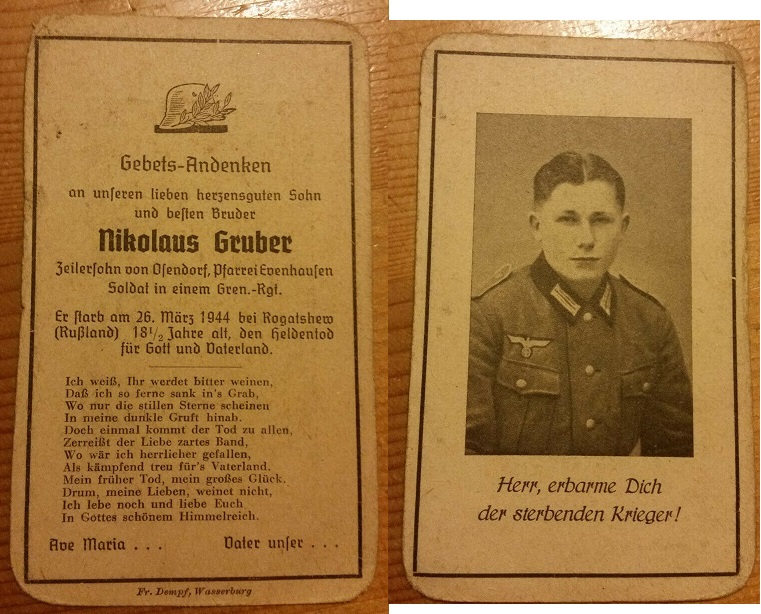 Gebets-Andenken
an unseren lieben herzensguten Sohn
und besten Bruder
Nikolaus Gruber
Zeilersohn von Osendorf, Pfarrei Evenhausen
Soldat in einem Gren.-Rgt.
Er starb am 26. März 1944 bei Rogatshew
(Rußland) 18 1/2 Jahre alt, den Heldentod
für Gott und Vaterland.
Ich weiß, Ihr werdet bitter weinen,
Daß ich so ferne sank in's Grab,
Wo nur die stillen Sterne scheinen
In meine dunkle Gruft hinab.
Doch einmal kommt der Tod zu allen,
Zerreißt der Liebe zartes Band,
Wo wär ich herrlicher gefallen,
Als kämpfend treu für's Vaterland.
Mein früher Tod, mein großes Glück.
Drum, meine Lieben, weinet nicht,
Ich lebe noch und liebe Euch
In Gottes schönem Himmelreich.
Ave Maria . . . Vater unser . . .
Fr. Dempf, Wasserburg
Herr, erbarme Dich
der sterbenden Krieger!